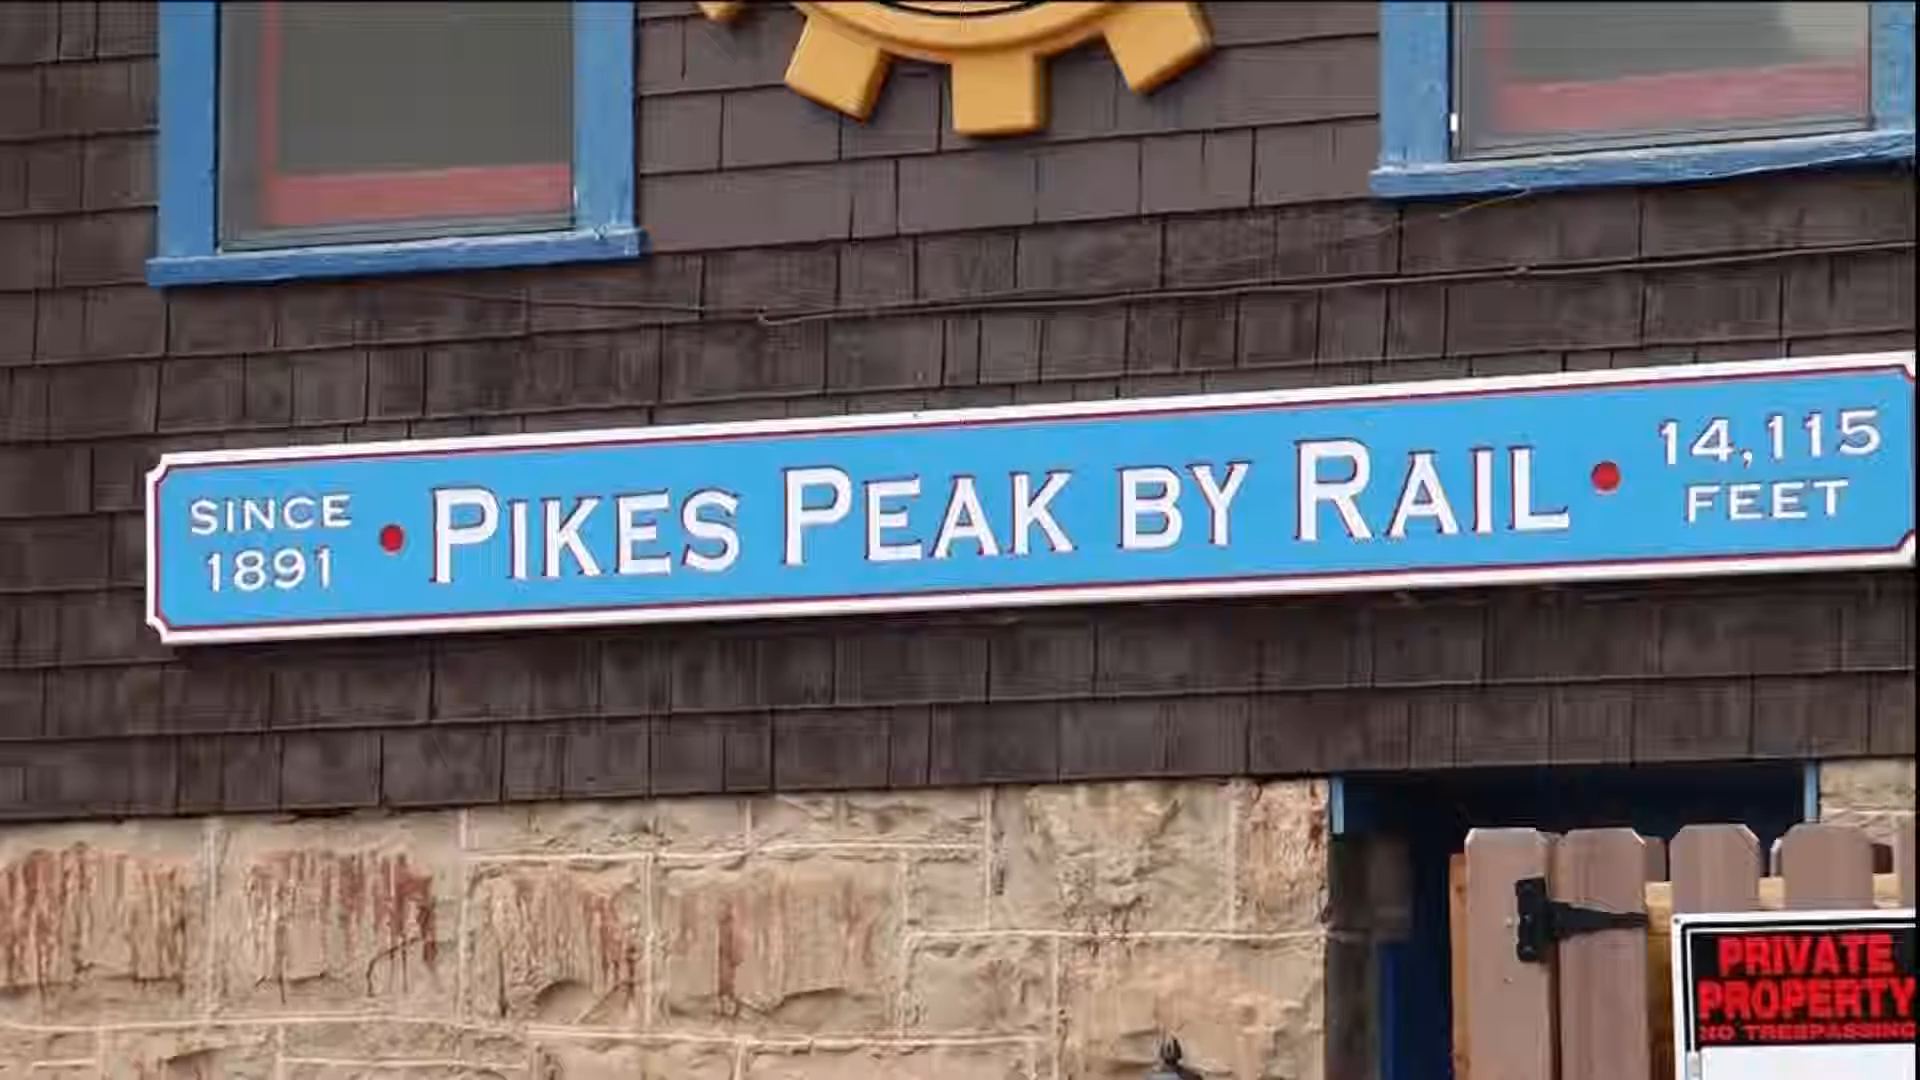 SINCE
1891
PIKES PEAK BY RAIL
14,115
FEET
PRIVATE
PROPERTY
NO TRESPASSING